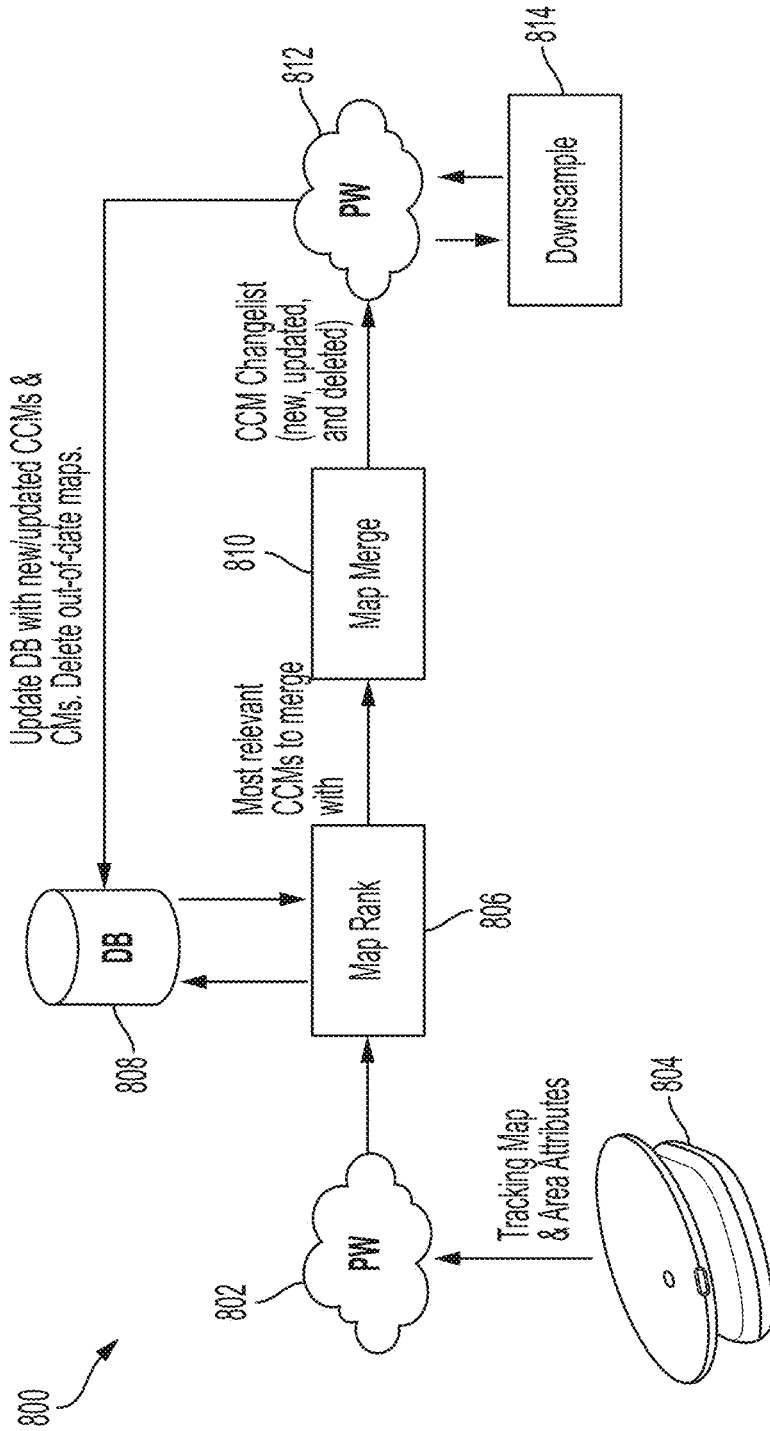 800
Update DB with new/updated CCMs &
CMs. Delete out-of-date maps.
DB
808
802
PW
Tracking Map
& Area Attributes
804
Map Rank
806
Most relevant
CCMs to merge
with
810
Map Merge
CCM Changelist
(new, updated,
and deleted)
PW
812
Downsample
814